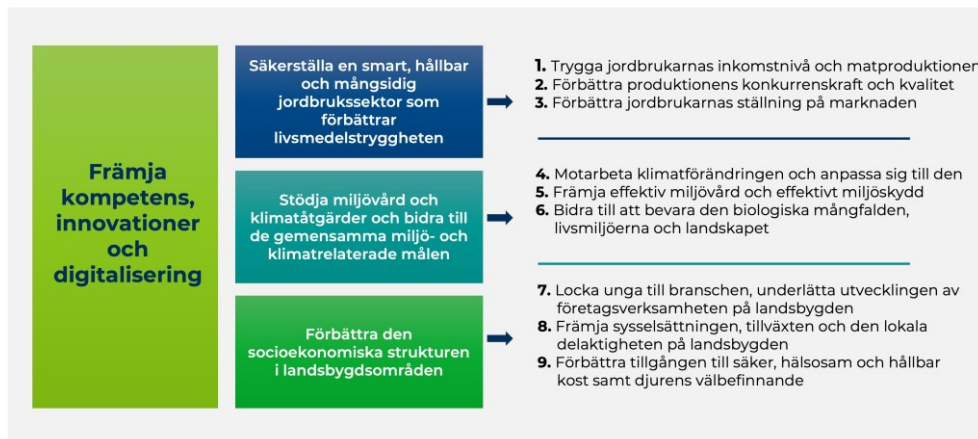 Främja
kompetens,
innovationer
och
digitalisering
Säkerställa en smart, hållbar
och mångsidig
jordbrukssektor som
förbättrar
livsmedelstryggheten
1. Trygga jordbrukarnas inkomstnivå och matproduktionen
2. Förbättra produktionens konkurrenskraft och kvalitet
3. Förbättra jordbrukarnas ställning på marknaden
Stödja miljövård och
klimatåtgärder och bidra till
de gemensamma miljö- och
klimatrelaterade målen
4. Motarbeta klimatförändringen och anpassa sig till den
5. Främja effektiv miljövård och effektivt miljöskydd
6. Bidra till att bevara den biologiska mångfalden,
livsmiljöerna och landskapet
Förbättra den
socioekonomiska strukturen
i landsbygdsområden
7. Locka unga till branschen, underlätta utvecklingen av
företagsverksamheten på landsbygden
8. Främja sysselsättningen, tillväxten och den lokala
delaktigheten på landsbygden
9. Förbättra tillgången till säker, hälsosam och hållbar
kost samt djurens välbefinnande